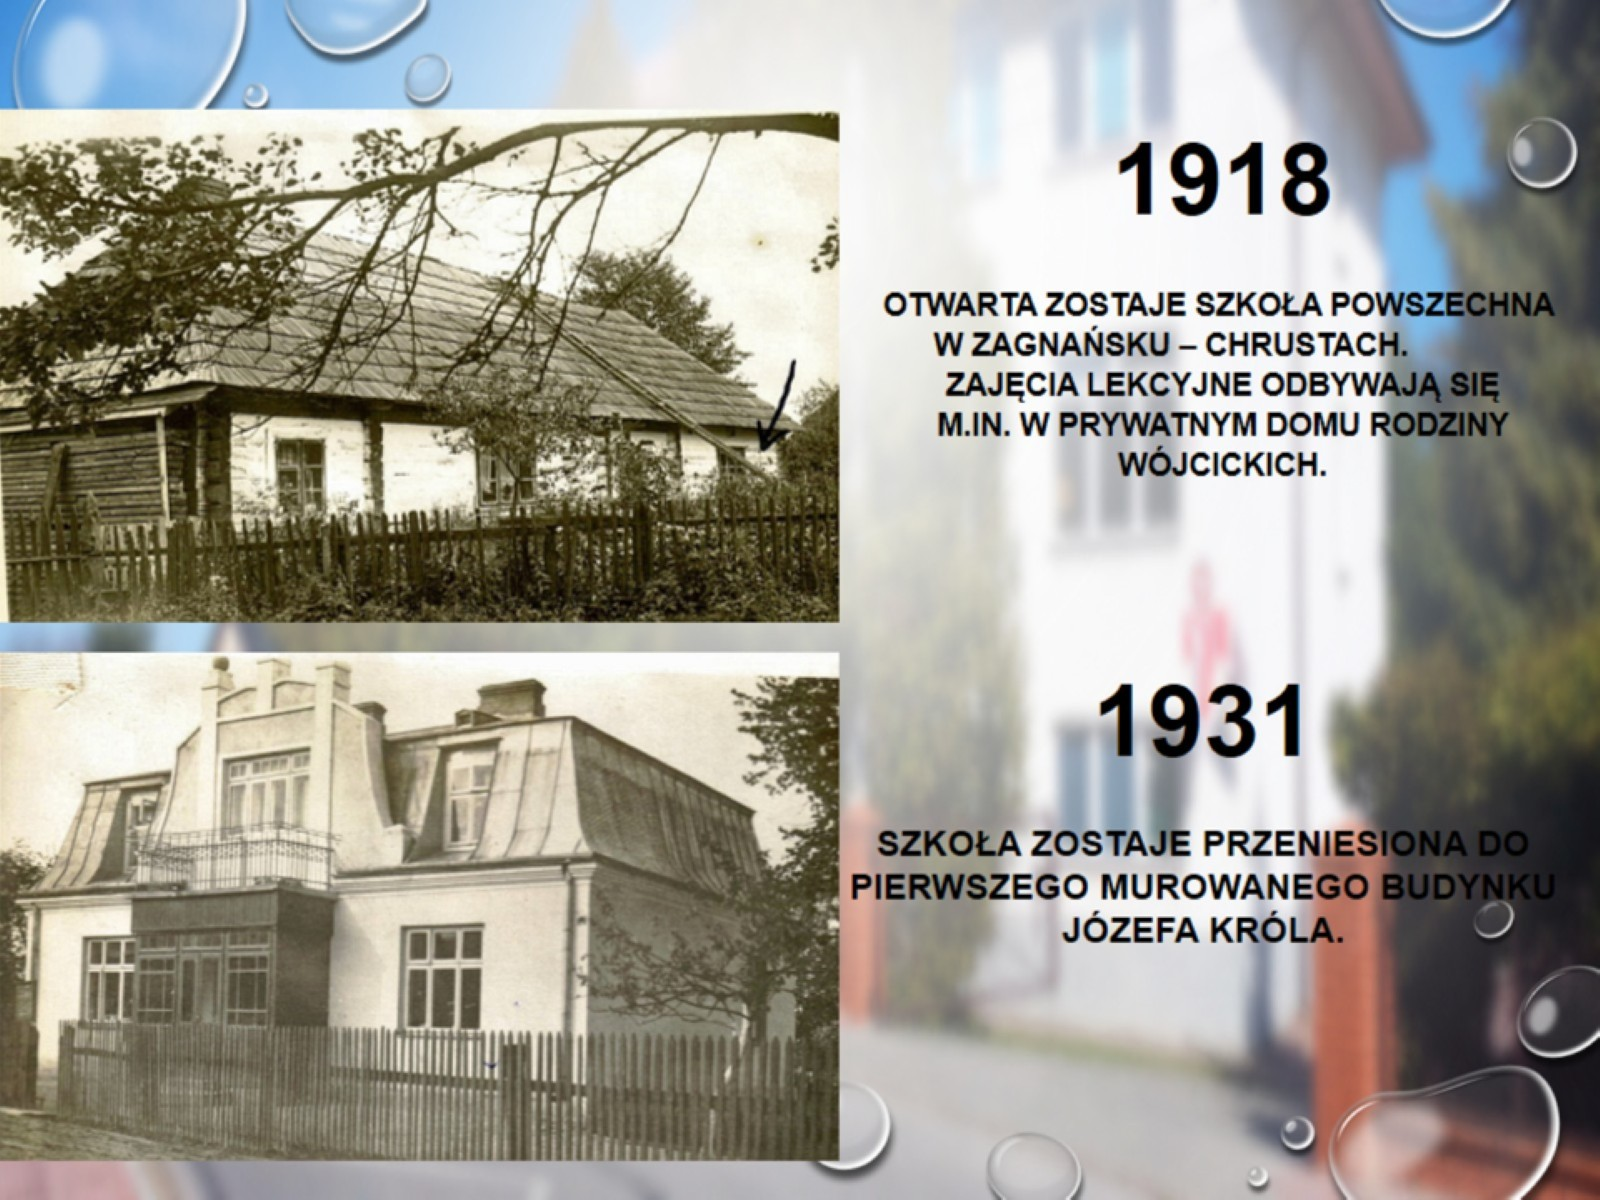 1918
OTWARTA ZOSTAJE SZKOŁA POWSZECHNA
W ZAGNAŃSKU – CHRUSTACH.
ZAJĘCIA LEKCYJNE ODBYWAJĄ SIĘ
M.IN. W PRYWATNYM DOMU RODZINY
WÓJCICKICH.
1931
SZKOŁA ZOSTAJE PRZENIESIONA DO
PIERWSZEGO MUROWANEGO BUDYNKU
JÓZEFA KRÓLA.